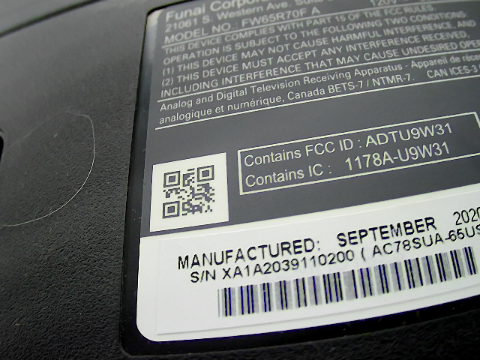 Funai Corpor
21061 S. Western Ave. Su
MODEL NO : FW65R70F A 120V
THIS DEVICE COMPLIES WITH PART 15 OF THE FCC RULES.
OPERATION IS SUBJECT TO THE FOLLOWING TWO CONDITIONS:
(1) THIS DEVICE MAY NOT CAUSE HARMFUL INTERFERENCE, AND
(2) THIS DEVICE MUST ACCEPT ANY INTERFERENCE RECEIVED,
INCLUDING INTERFERENCE THAT MAY CAUSE UNDESIRED OPER
Analog and Digital Television Receiving Apparatus - Appareil de re
analogique et numérique, Canada BETS-7 / NTMR-7. CAN ICES-3
Contains FCC ID : ADTU9W31
Contains IC : 1178A-U9W31
MANUFACTURED: SEPTEMBER 2020
S/N XA1A2039110200 ( AC78SUA-65US